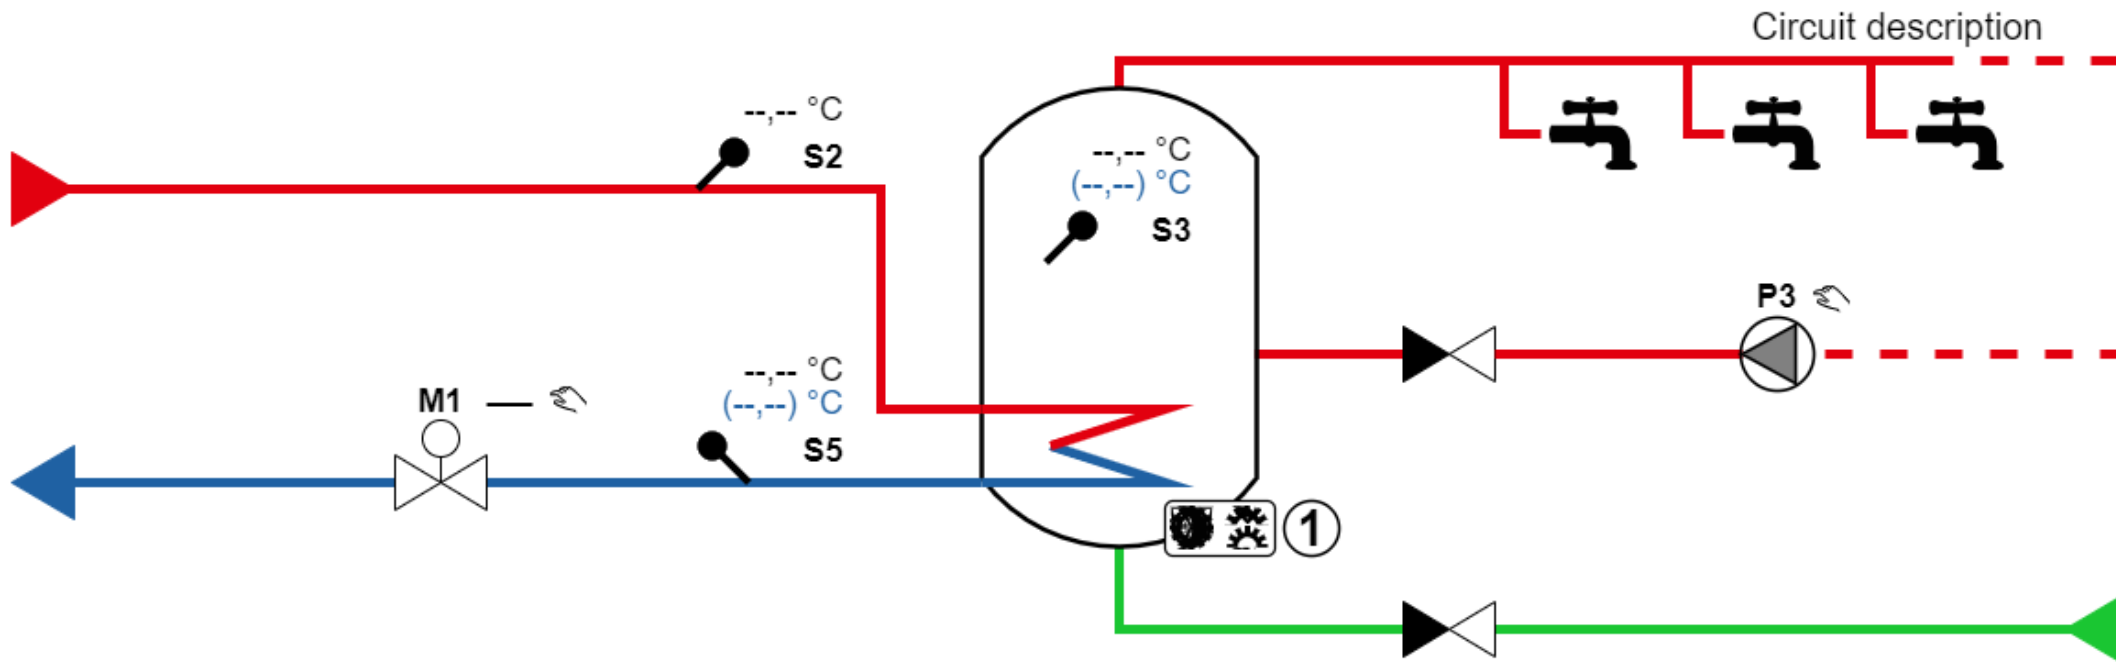 Circuit description
--,-- °C
S2
--,-- °C
(--,--) °C
S3
P3
--,-- °C
(--,--) °C
S5
M1
1